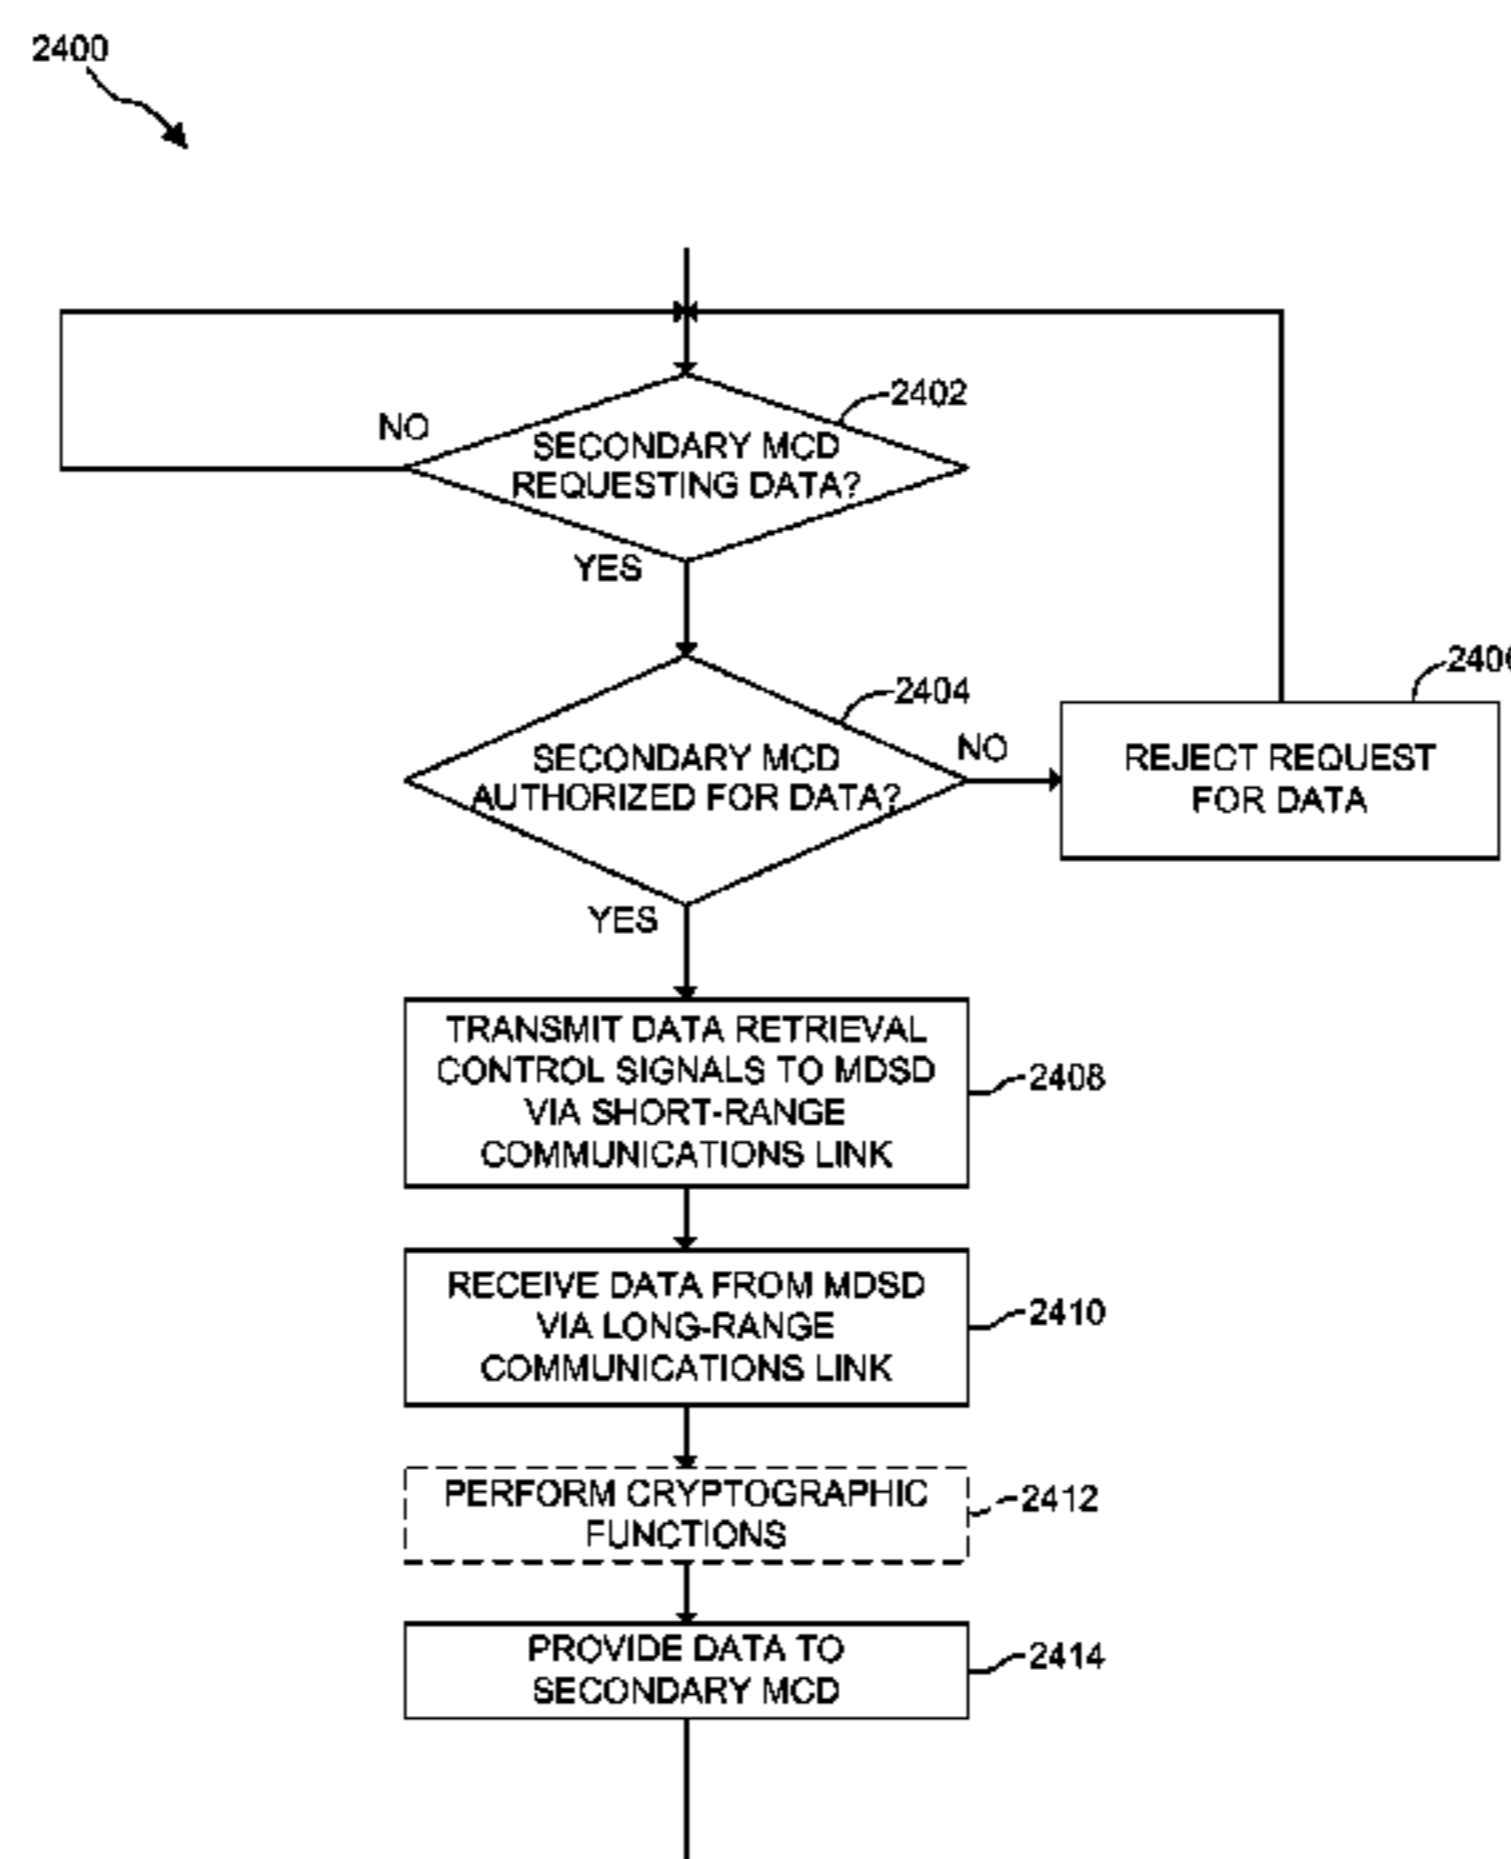 2400
2402
NO
SECONDARY MCD
REQUESTING DATA?
YES
2404
NO
SECONDARY MCD
AUTHORIZED FOR DATA?
YES
REJECT REQUEST
FOR DATA
TRANSMIT DATA RETRIEVAL
CONTROL SIGNALS TO MDSD
VIA SHORT-RANGE
COMMUNICATIONS LINK
2408
RECEIVE DATA FROM MDSD
VIA LONG-RANGE
COMMUNICATIONS LINK
2410
PERFORM CRYPTOGRAPHIC
FUNCTIONS
2412
PROVIDE DATA TO
SECONDARY MCD
2414